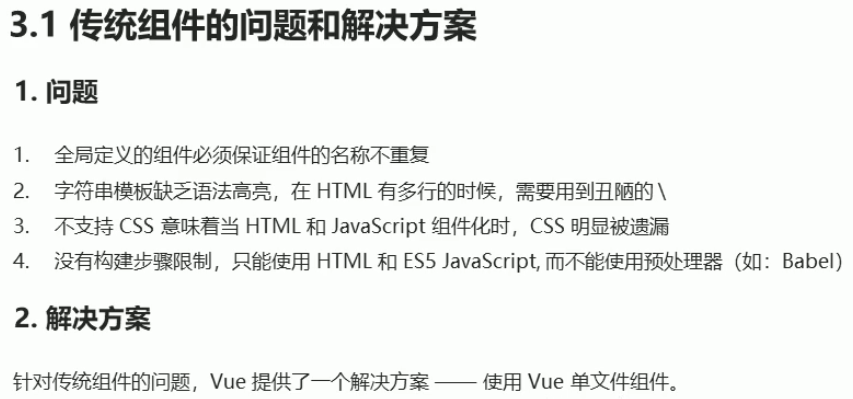 3.1 传统组件的问题和解决方案
1. 问题
1. 全局定义的组件必须保证组件的名称不重复
2. 字符串模板缺乏语法高亮，在 HTML 有多行的时候，需要用到丑陋的 \
3. 不支持 CSS 意味着当 HTML 和 JavaScript 组件化时，CSS 明显被遗漏
4. 没有构建步骤限制，只能使用 HTML 和 ES5 JavaScript, 而不能使用预处理器（如：Babel）
2. 解决方案
针对传统组件的问题，Vue 提供了一个解决方案 —— 使用 Vue 单文件组件。